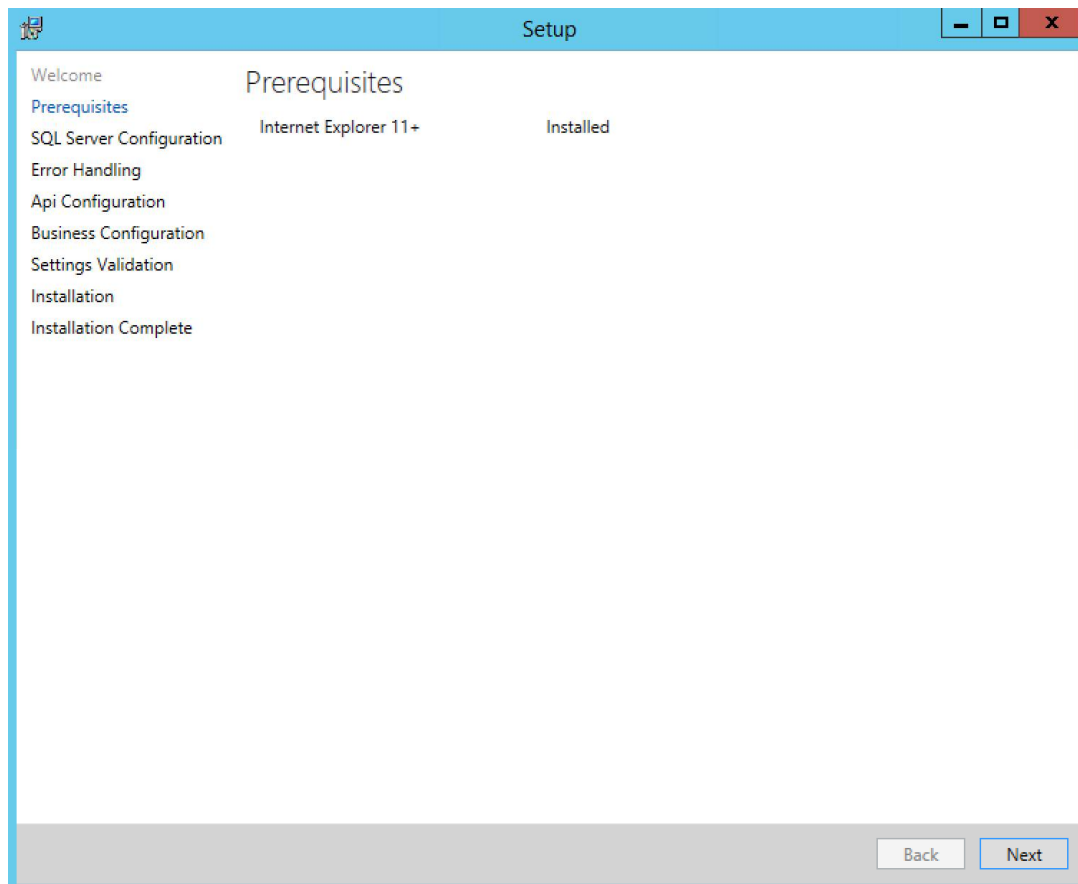 Setup
Welcome
Prerequisites
SQL Server Configuration
Error Handling
Api Configuration
Business Configuration
Settings Validation
Installation
Installation Complete
Prerequisites
Internet Explorer 11+ Installed
Back Next